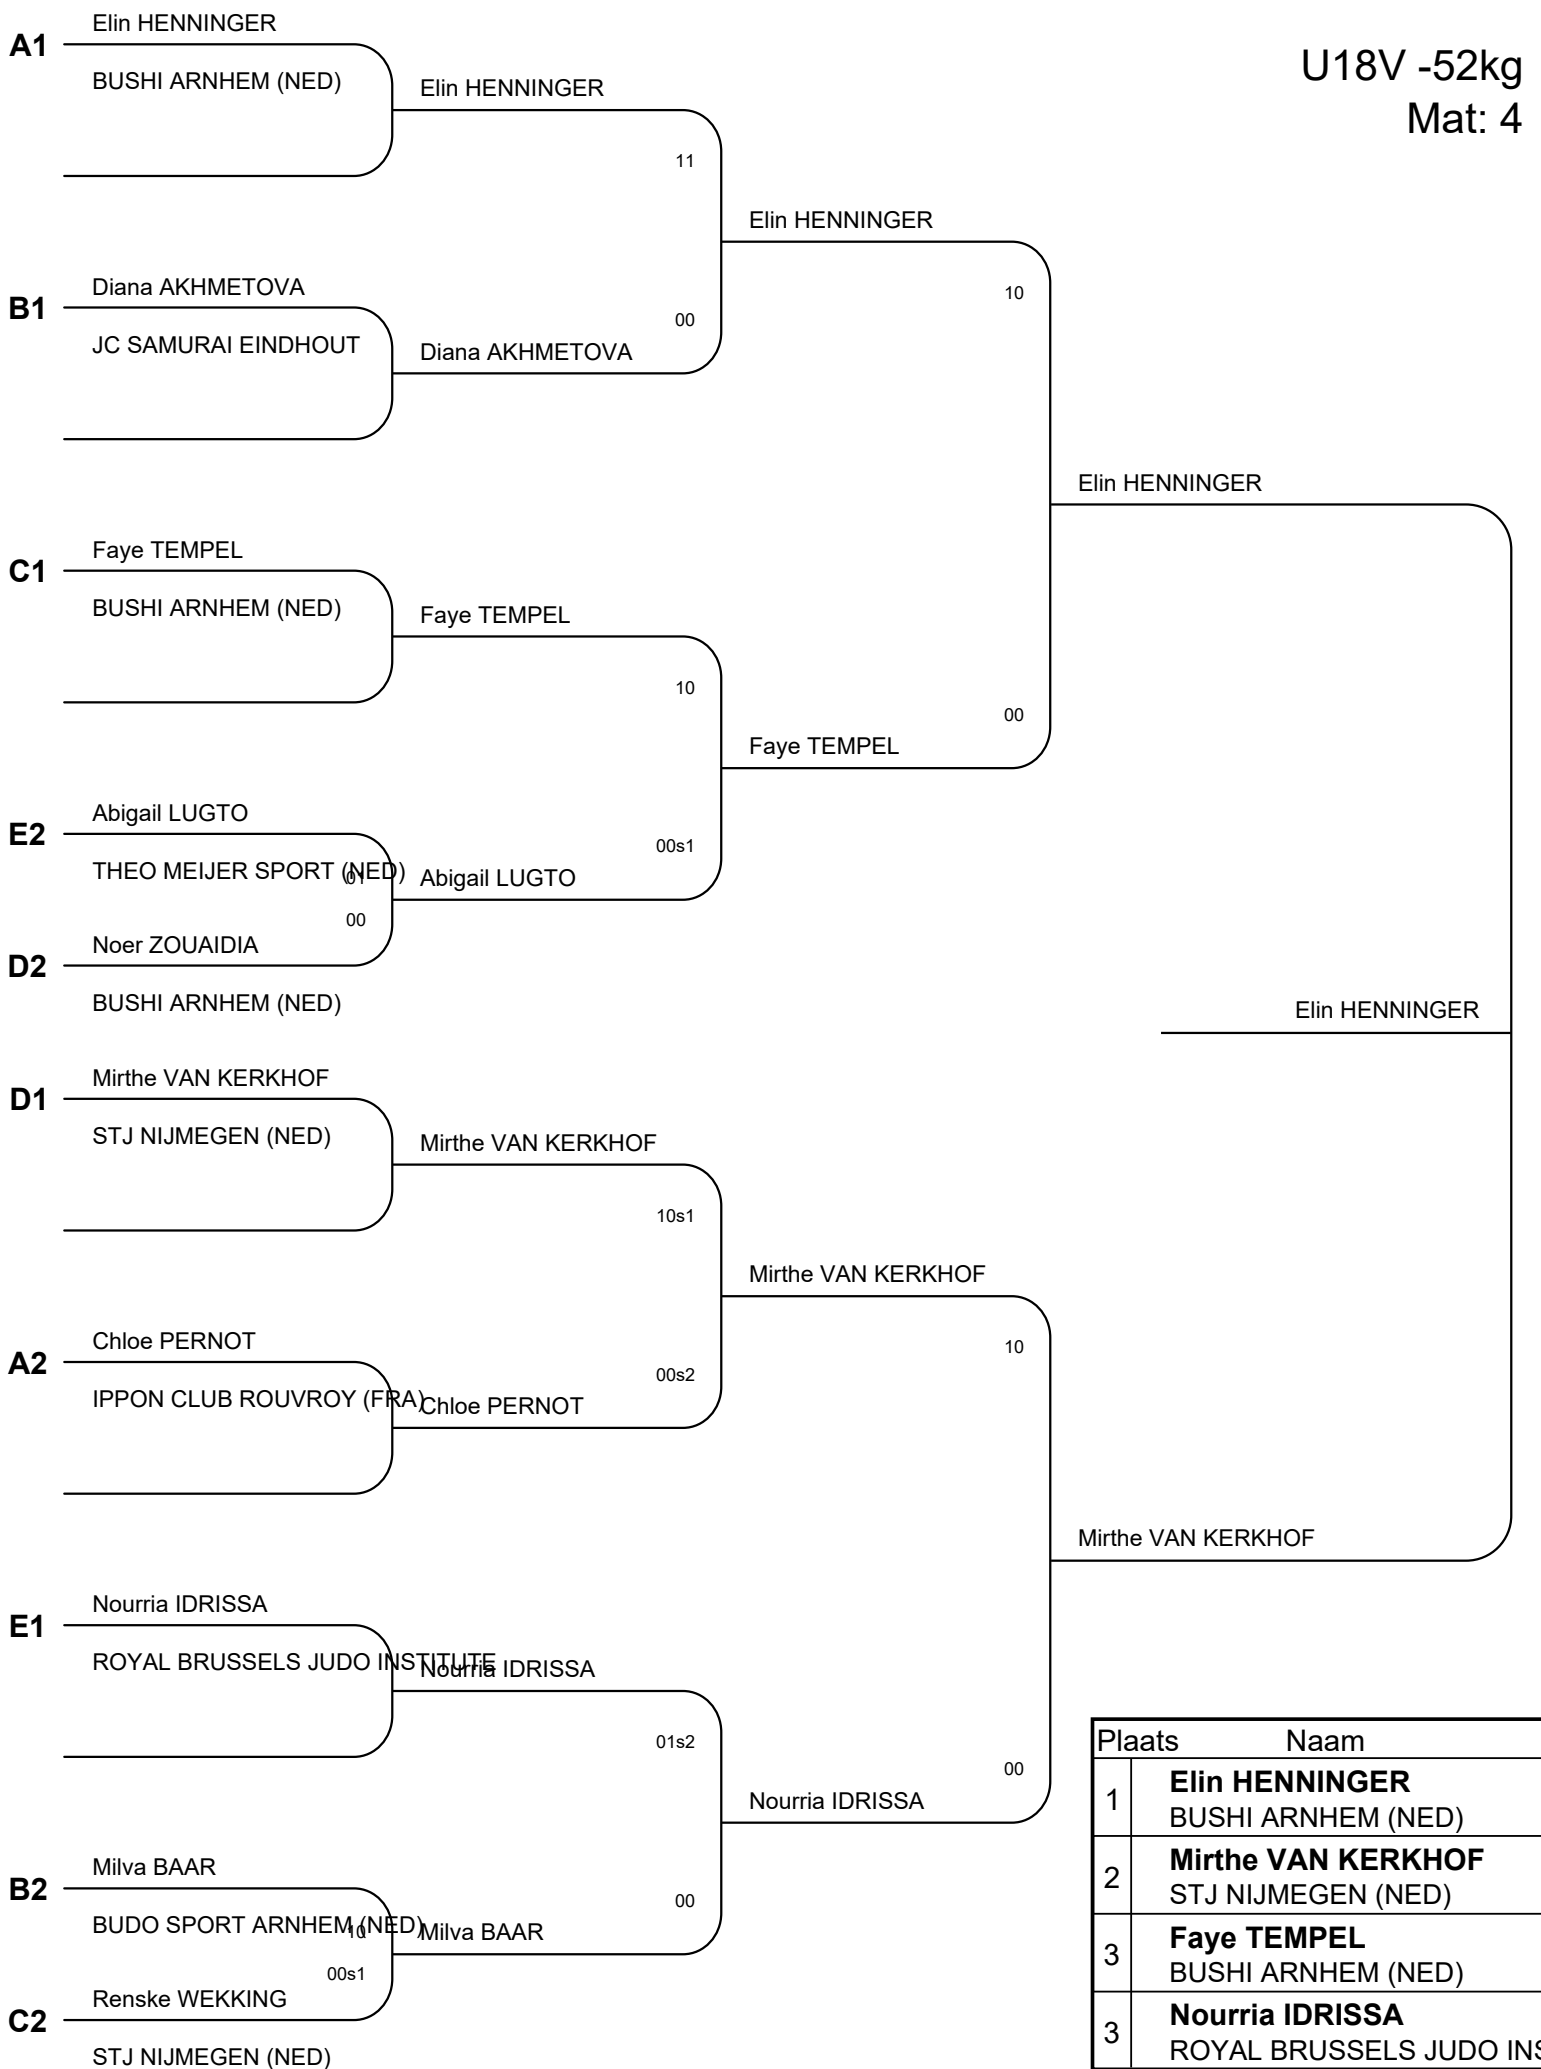 U18V -52kg
Mat: 4
A1
Elin HENNINGER
BUSHI ARNHEM (NED)
Elin HENNINGER
11
Elin HENNINGER
B1
Diana AKHMETOVA
JC SAMURAI EINDHOUT
00
Diana AKHMETOVA
10
Elin HENNINGER
C1
Faye TEMPEL
BUSHI ARNHEM (NED)
Faye TEMPEL
10
00
Faye TEMPEL
E2
Abigail LUGTO
THEO MEIJER SPORT (NED)
01
00
Abigail LUGTO
00s1
D2
Noer ZOUAIDIA
BUSHI ARNHEM (NED)
Elin HENNINGER
D1
Mirthe VAN KERKHOF
STJ NIJMEGEN (NED)
Mirthe VAN KERKHOF
10s1
Mirthe VAN KERKHOF
A2
Chloe PERNOT
IPPON CLUB ROUVROY (FRA)
00s2
Chloe PERNOT
10
Mirthe VAN KERKHOF
E1
Nourria IDRISSA
ROYAL BRUSSELS JUDO INSTITUTE
Nourria IDRISSA
01s2
00
Nourria IDRISSA
B2
Milva BAAR
BUDO SPORT ARNHEM (NED)
10
00s1
Milva BAAR
00
C2
Renske WEKKING
STJ NIJMEGEN (NED)
Plaats Naam
1 Elin HENNINGER
BUSHI ARNHEM (NED)
2 Mirthe VAN KERKHOF
STJ NIJMEGEN (NED)
3 Faye TEMPEL
BUSHI ARNHEM (NED)
3 Nourria IDRISSA
ROYAL BRUSSELS JUDO INS